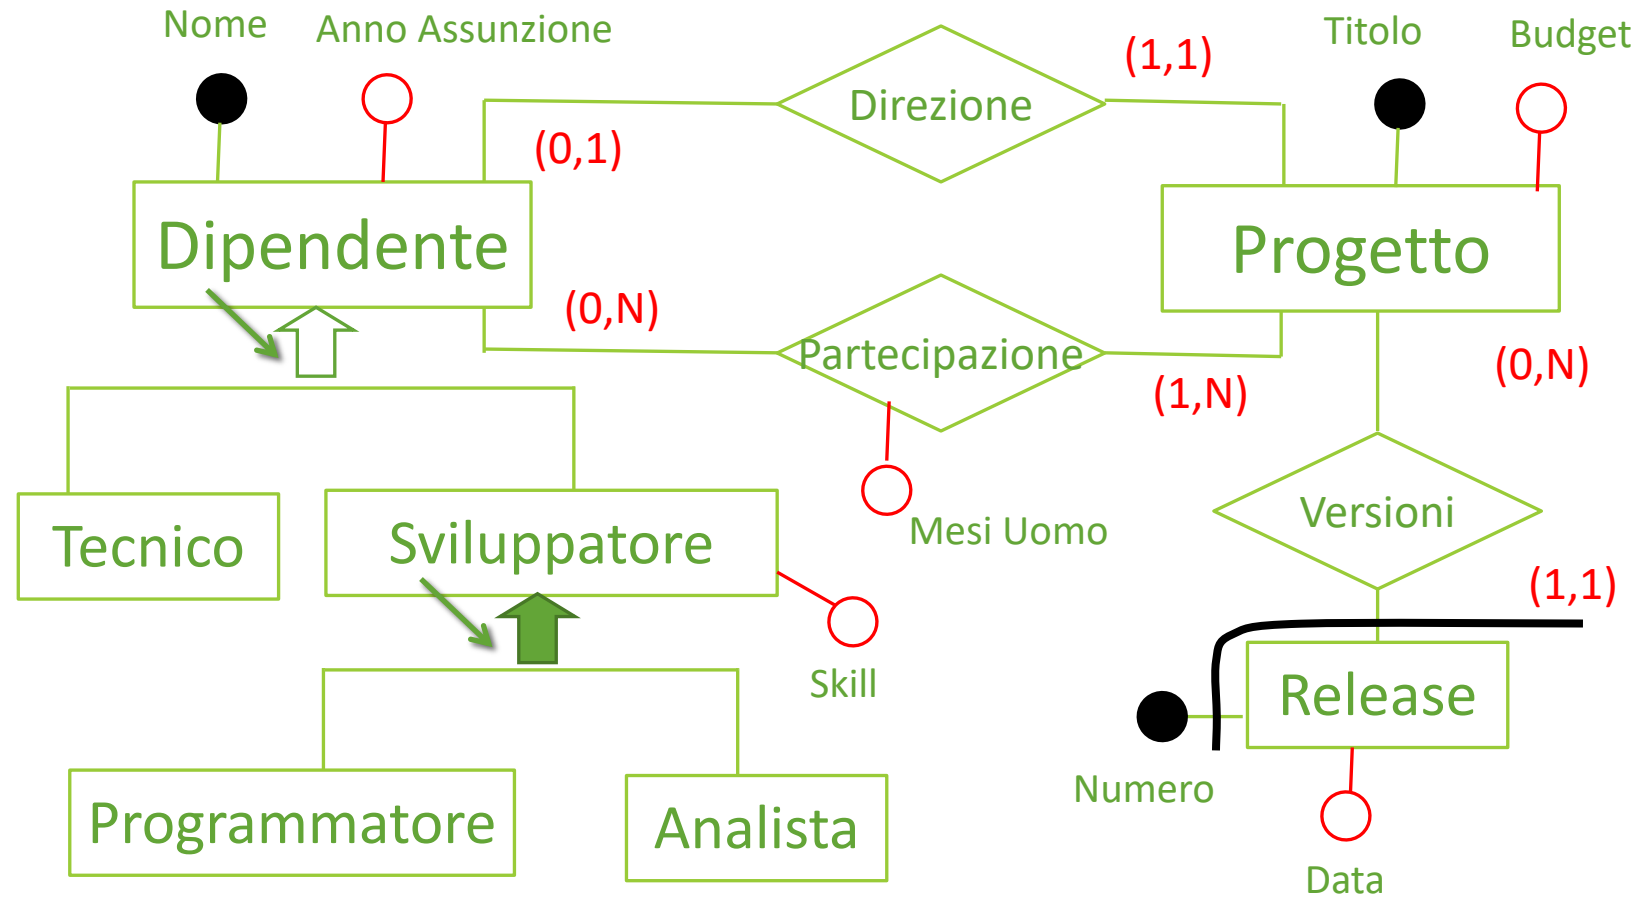 Nome
Anno Assunzione
Titolo
Budget
(1,1)
Direzione
(0,1)
Dipendente
Progetto
(0,N)
Partecipazione
(0,N)
(1,N)
Mesi Uomo
Versioni
Tecnico
Sviluppatore
(1,1)
Skill
Release
Numero
Programmatore
Analista
Data